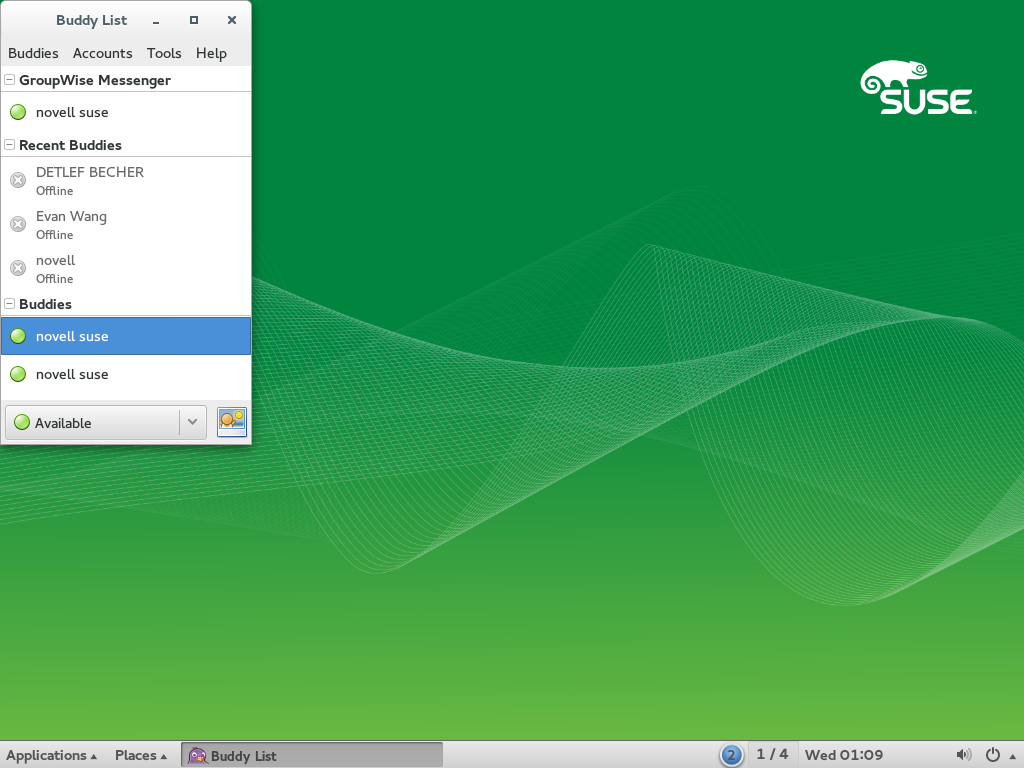 Buddy List
Buddies Accounts Tools Help
GroupWise Messenger
novell suse
Recent Buddies
DETLEF BECHER
Offline
Evan Wang
Offline
novell
Offline
Buddies
novell suse
novell suse
Available
SUSE
Applications Places Buddy List 2 1 / 4 Wed 01:09